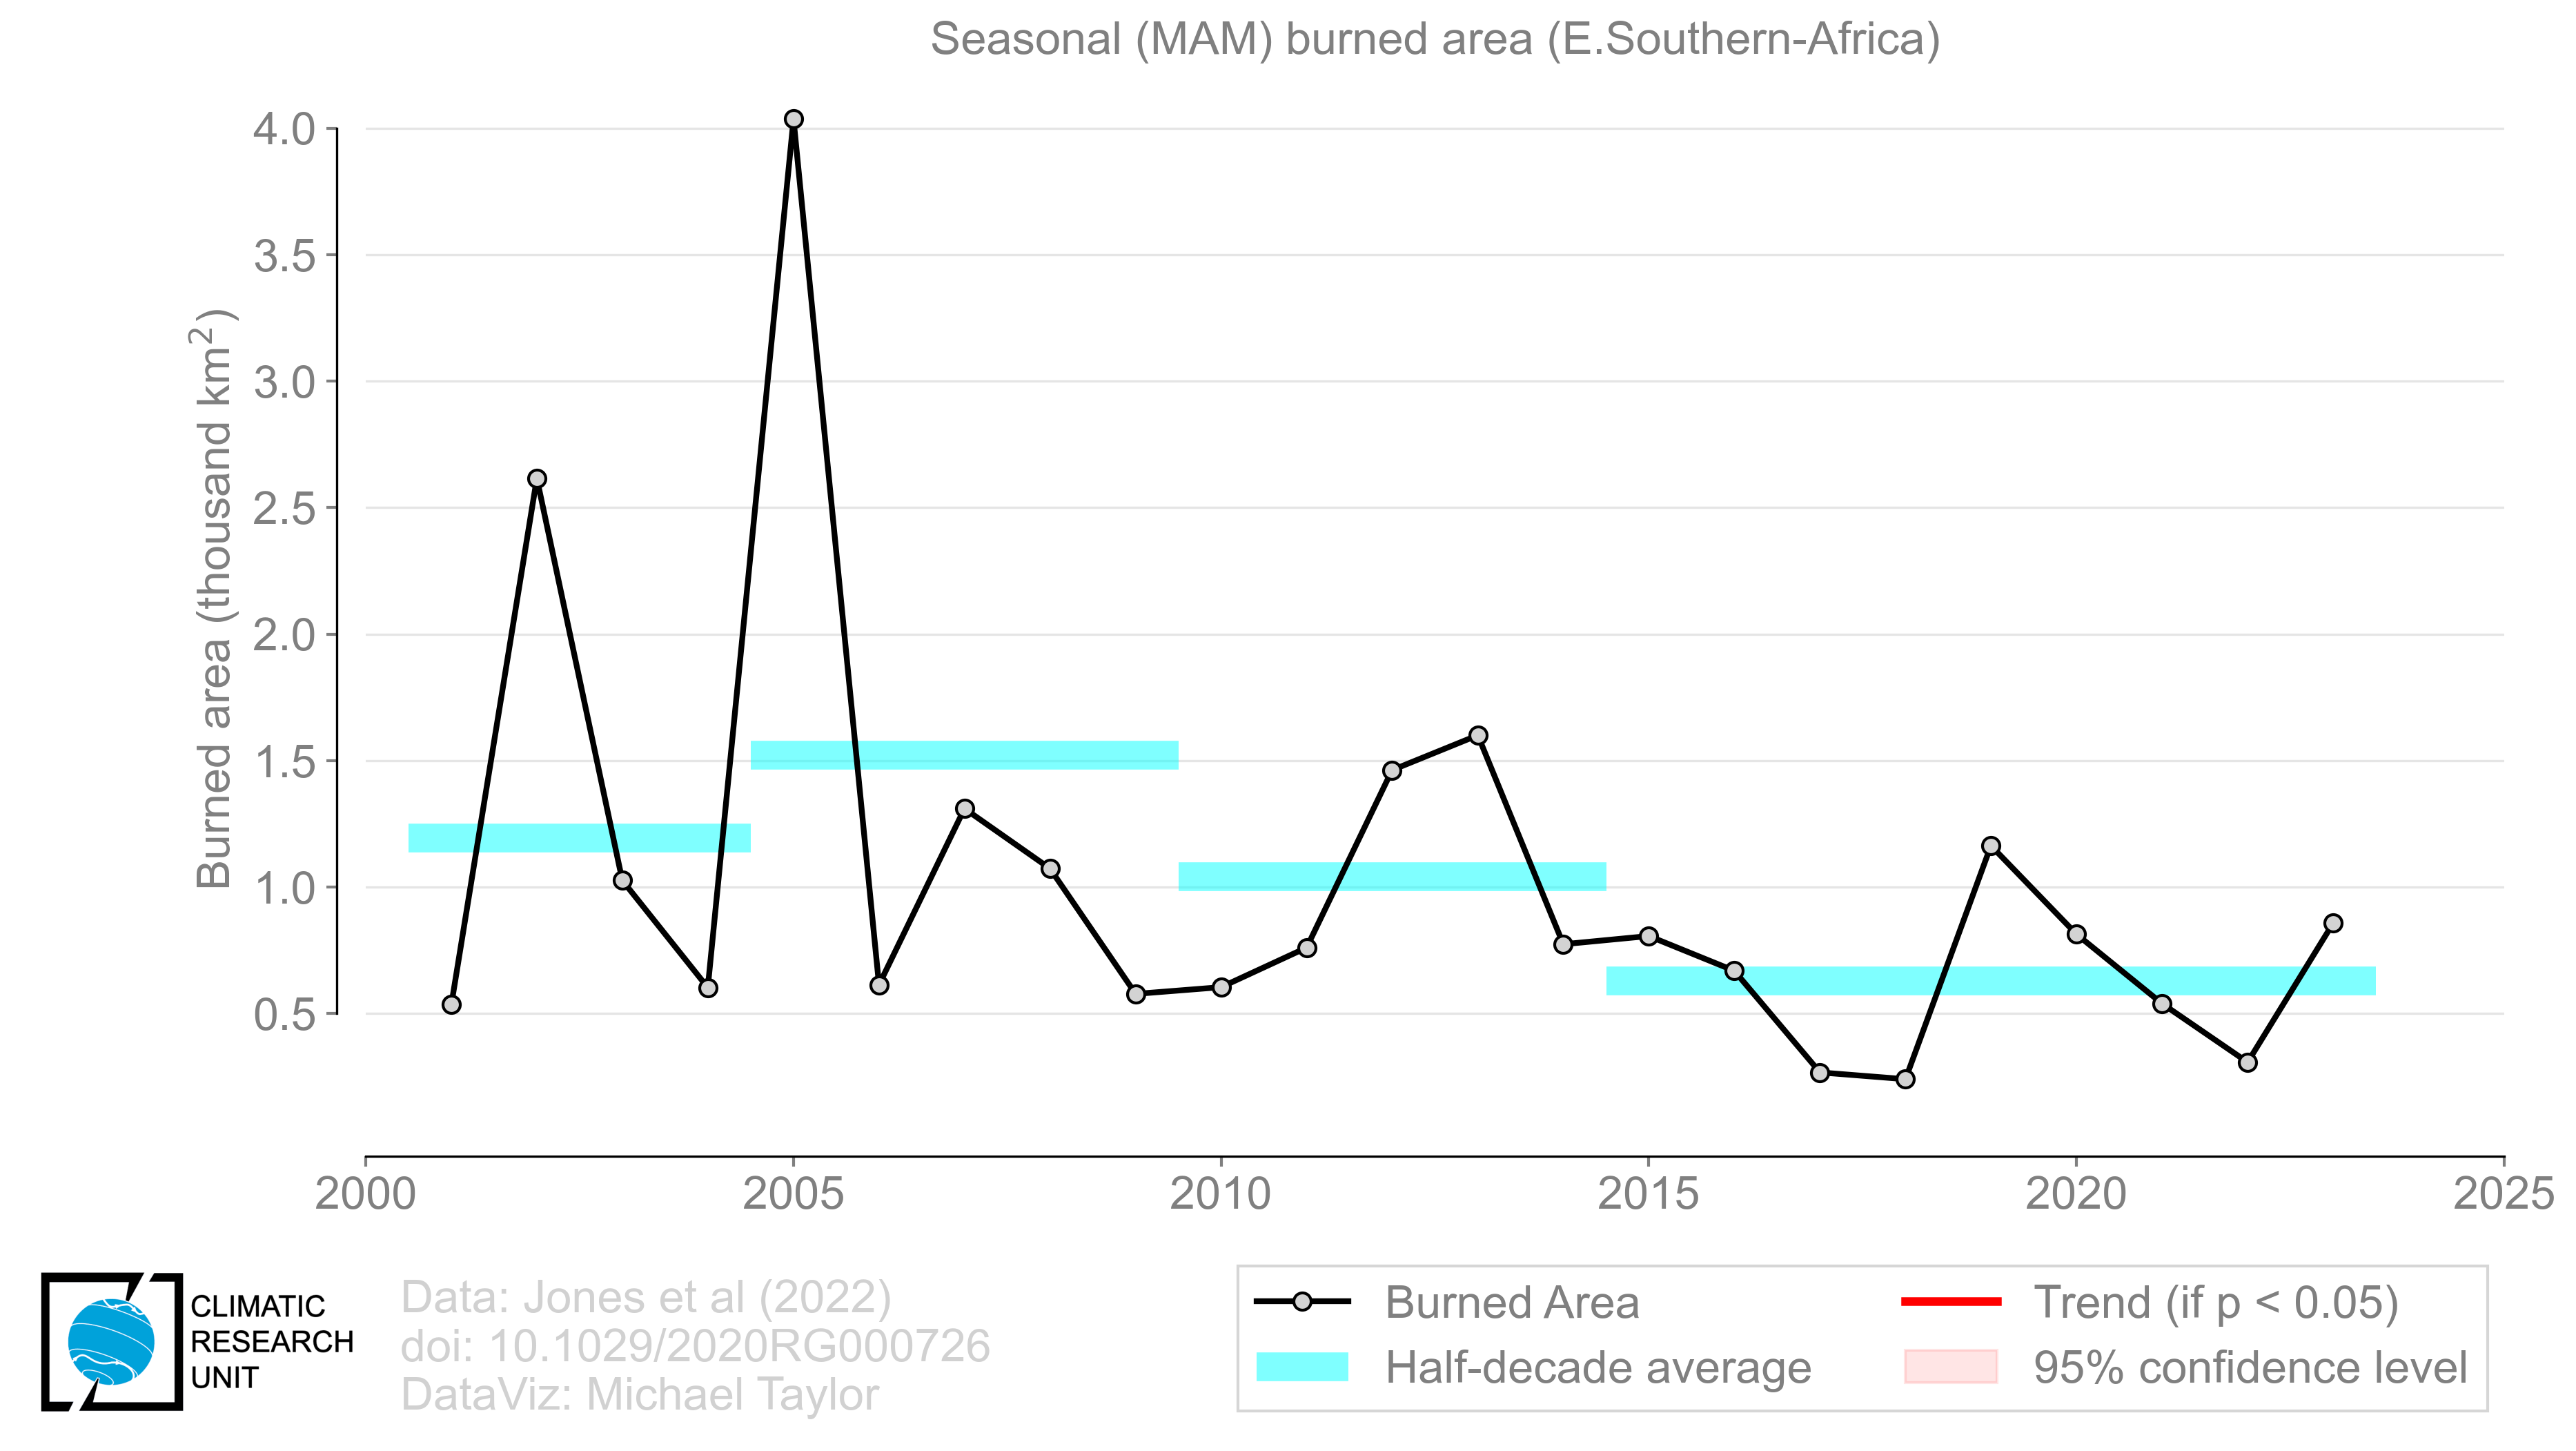 Seasonal (MAM) burned area (E.Southern-Africa)
Burned area (thousand km²)
4.0
3.5
3.0
2.5
2.0
1.5
1.0
0.5
2000
2005
2010
2015
2020
2025
CLIMATIC
RESEARCH
UNIT
Data: Jones et al (2022)
doi: 10.1029/2020RG000726
DataViz: Michael Taylor
Burned Area
Half-decade average
Trend (if p < 0.05)
95% confidence level